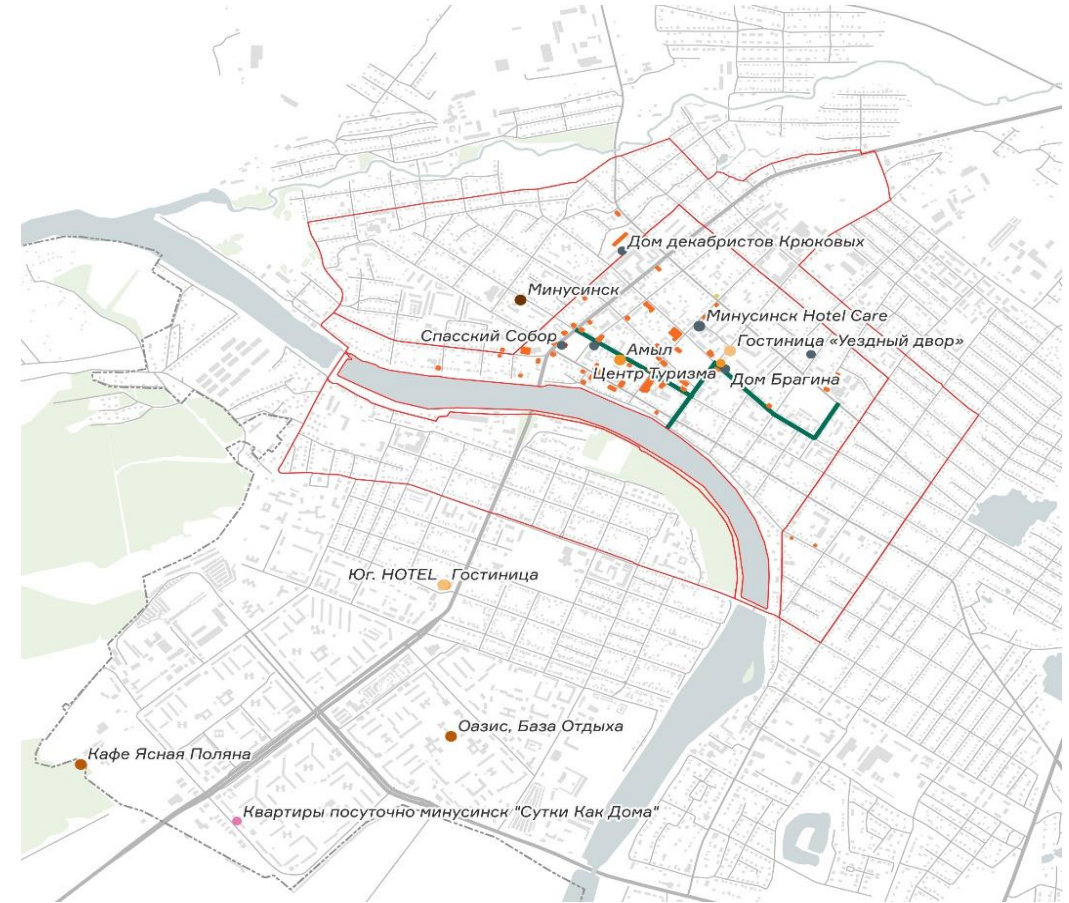 Дом декабристов Крюковых
Минусинск
Минусинск Hotel Care
Спасский Собор
Гостиница «Уездный двор»
Амыл
Центр Туризма
Дом Брагина
Юг. HOTEL Гостиница
Оазис, База Отдыха
Кафе Ясная Поляна
Квартиры посуточно минусинск "Сутки Как Дома"